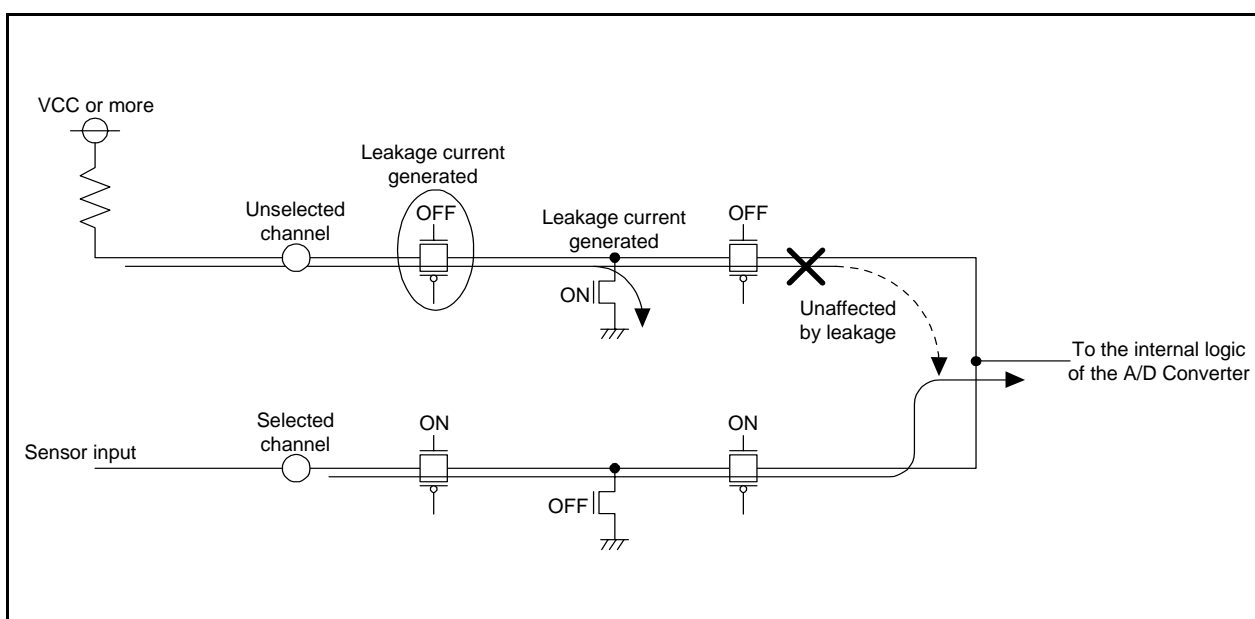 VCC or more
Leakage current
generated
Unselected
channel
OFF
Leakage current
generated
OFF
ON
Unaffected
by leakage
To the internal logic
of the A/D Converter
Selected
channel
ON
ON
Sensor input
OFF